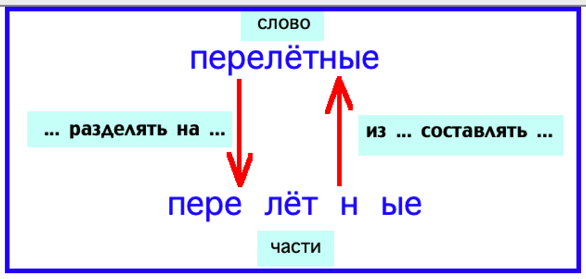 слово
перелётные
... разделять на ...
из ... составлять ...
пере лёт н ые
части